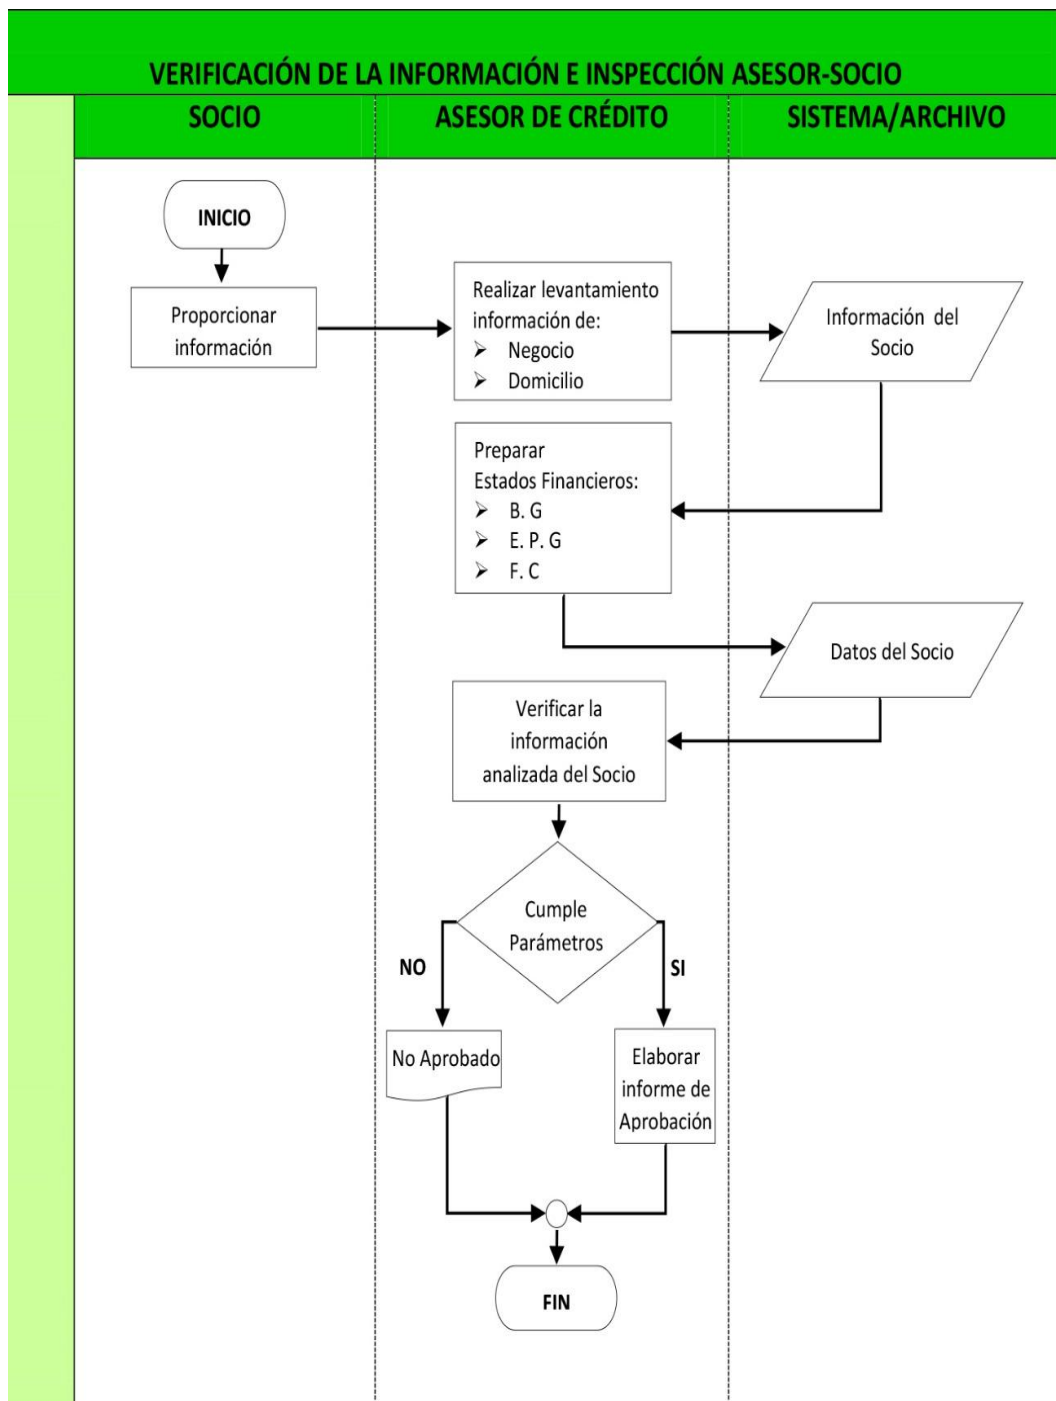 VERIFICACIÓN DE LA INFORMACIÓN E INSPECCIÓN ASESOR-SOCIO
SOCIO
ASESOR DE CRÉDITO
SISTEMA/ARCHIVO
INICIO
Proporcionar
información
Realizar levantamiento
información de:
➢ Negocio
➢ Domicilio
Información del
Socio
Preparar
Estados Financieros:
➢ B. G
➢ E. P. G
➢ F. C
Datos del Socio
Verificar la
información
analizada del Socio
Cumple
Parámetros
NO
SI
No Aprobado
Elaborar
informe de
Aprobación
FIN